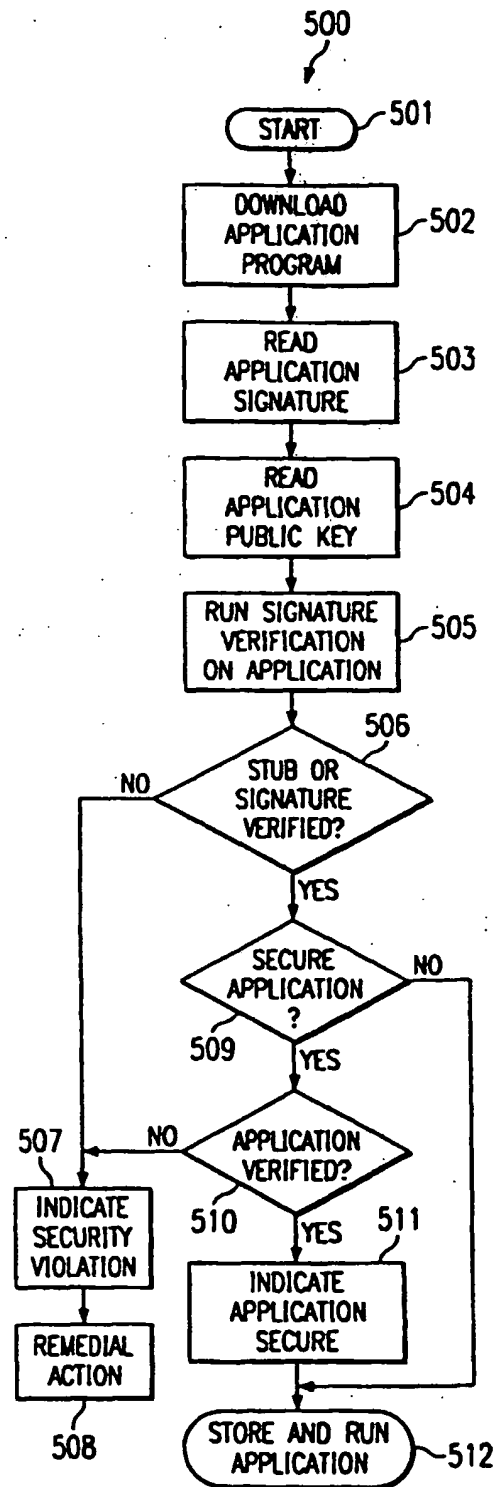 500
START
501
DOWNLOAD
APPLICATION
PROGRAM
502
READ
APPLICATION
SIGNATURE
503
READ
APPLICATION
PUBLIC KEY
504
RUN SIGNATURE
VERIFICATION
ON APPLICATION
505
506
STUB OR
SIGNATURE
VERIFIED?
NO
YES
SECURE
APPLICATION
?
509
NO
YES
APPLICATION
VERIFIED?
510
NO
YES
507
INDICATE
SECURITY
VIOLATION
511
INDICATE
APPLICATION
SECURE
REMEDIAL
ACTION
508
STORE AND RUN
APPLICATION
512